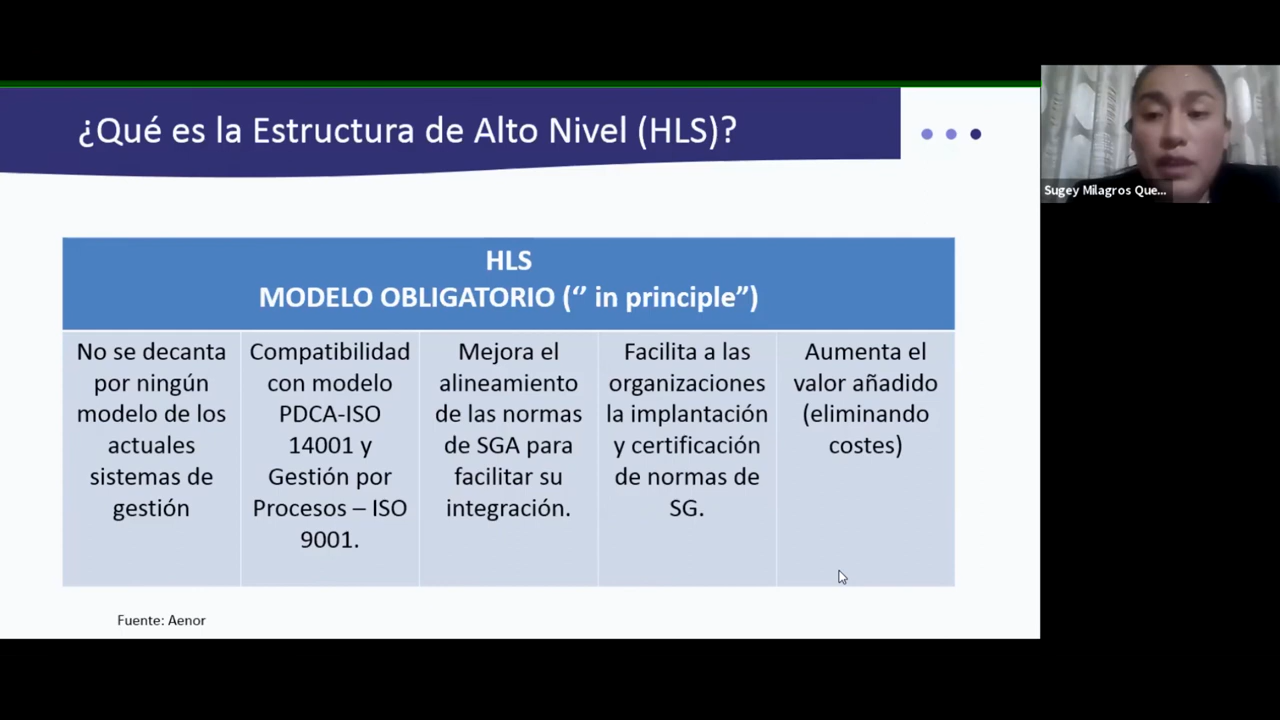 ¿Qué es la Estructura de Alto Nivel (HLS)?
Sugey Milagros Que...
HLS
MODELO OBLIGATORIO (‘’ in principle”)
No se decanta
por ningún
modelo de los
actuales
sistemas de
gestión
Compatibilidad
con modelo
PDCA-ISO
14001 y
Gestión por
Procesos – ISO
9001.
Mejora el
alineamiento
de las normas
de SGA para
facilitar su
integración.
Facilita a las
organizaciones
la implantación
y certificación
de normas de
SG.
Aumenta el
valor añadido
(eliminando
costes)
Fuente: Aenor